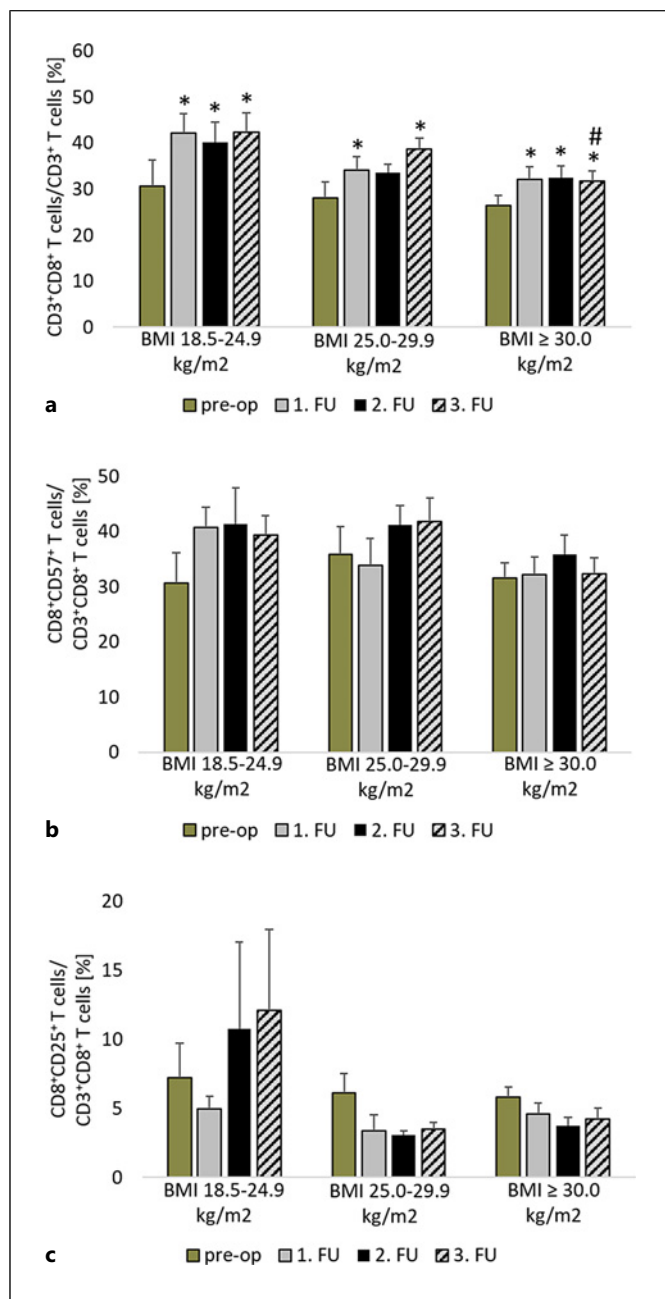 60
50
40
30
20
10
0
CD3⁺CD8⁺ T cells/CD3⁺ T cells [%]
* * *
* *
* * #
*
BMI 18.5-24.9 BMI 25.0-29.9 BMI ≥ 30.0
kg/m2 kg/m2 kg/m2
a
pre-op 1. FU 2. FU 3. FU
50
40
30
20
10
0
CD8⁺CD57⁺ T cells/
CD3⁺CD8⁺ T cells [%]
BMI 18.5-24.9 BMI 25.0-29.9 BMI ≥ 30.0
kg/m2 kg/m2 kg/m2
b
pre-op 1. FU 2. FU 3. FU
20
15
10
5
0
CD8⁺CD25⁺ T cells/
CD3⁺CD8⁺ T cells [%]
BMI 18.5-24.9 BMI 25.0-29.9 BMI ≥ 30.0
kg/m2 kg/m2 kg/m2
c
pre-op 1. FU 2. FU 3. FU